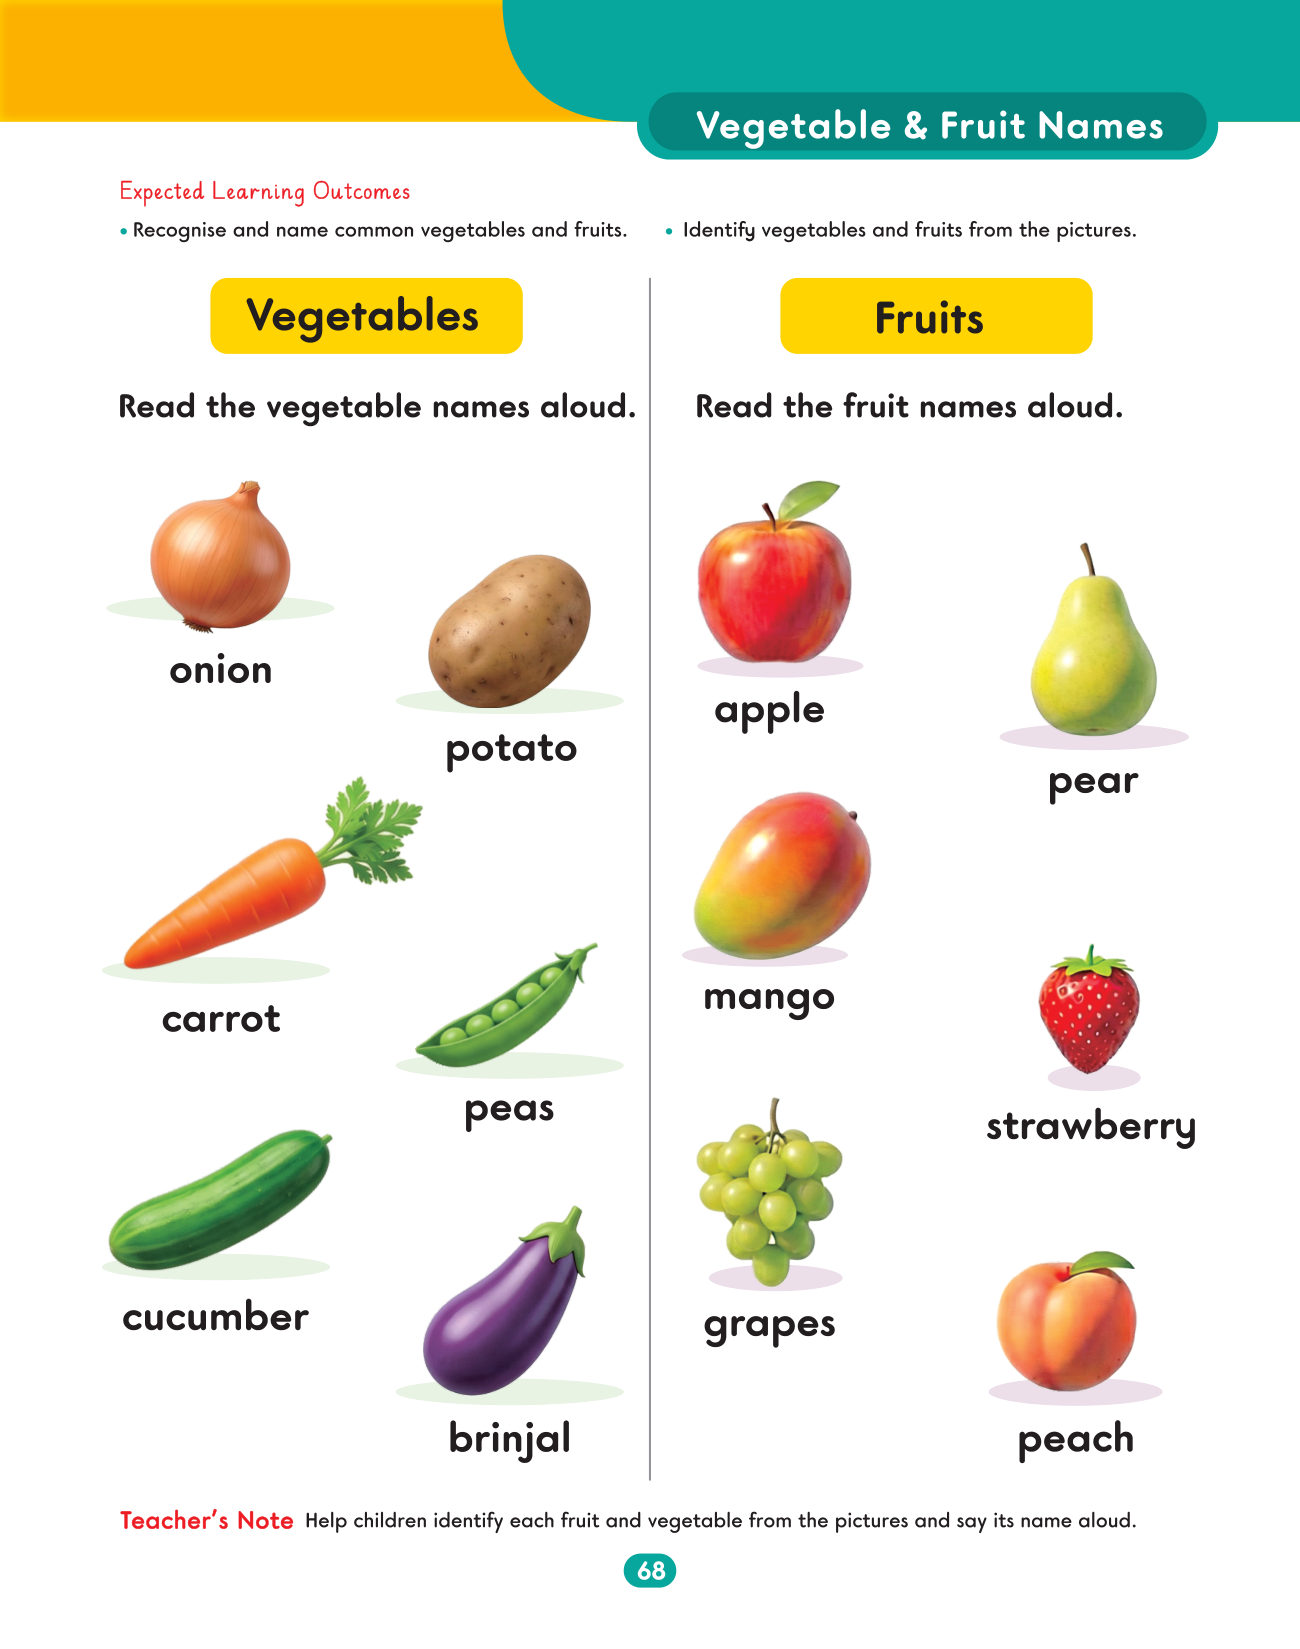 Vegetable & Fruit Names
Expected Learning Outcomes
• Recognise and name common vegetables and fruits.
• Identify vegetables and fruits from the pictures.
Vegetables
Read the vegetable names aloud.
onion
potato
carrot
peas
cucumber
brinjal
Fruits
Read the fruit names aloud.
apple
pear
mango
strawberry
grapes
peach
Teacher's Note Help children identify each fruit and vegetable from the pictures and say its name aloud.
68